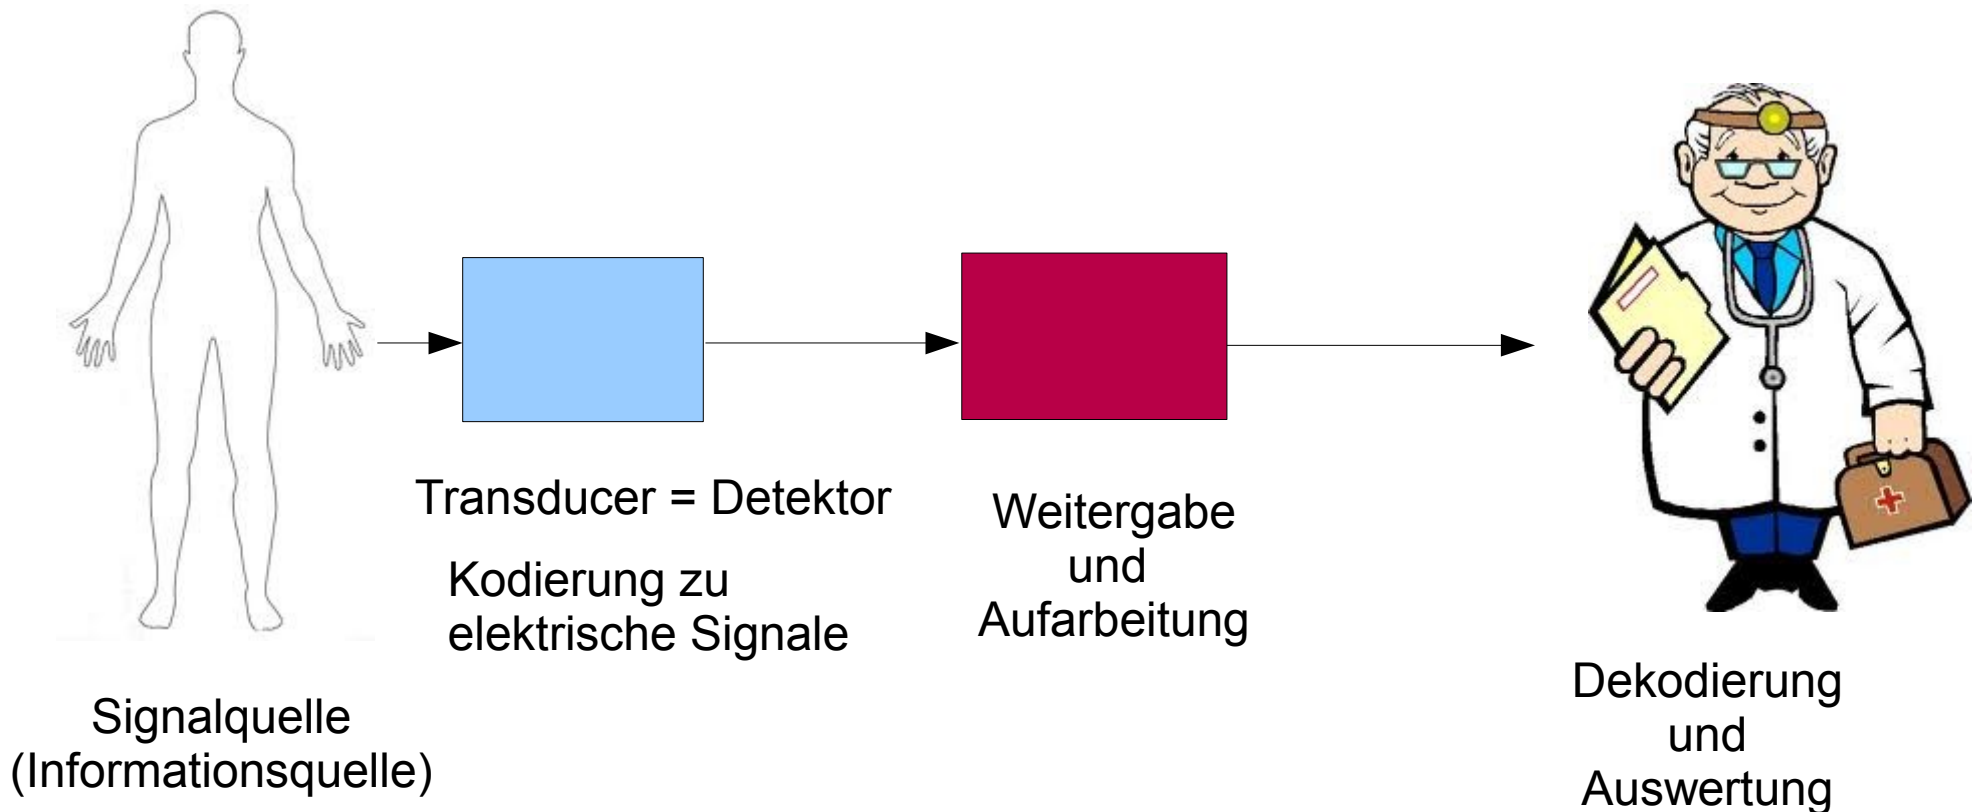 Signalquelle
(Informationsquelle)
Transducer = Detektor
Kodierung zu
elektrische Signale
Weitergabe
und
Aufarbeitung
Dekodierung
und
Auswertung